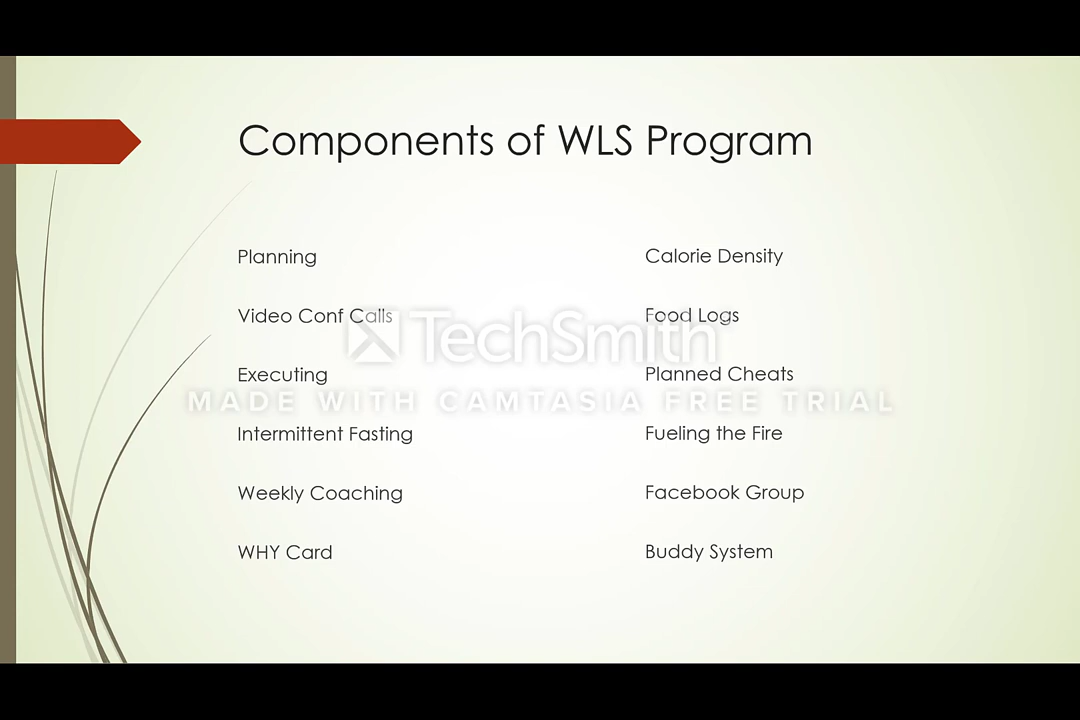 Components of WLS Program
Planning
Video Conf Calls
Executing
Intermittent Fasting
Weekly Coaching
WHY Card
Calorie Density
Food Logs
Planned Cheats
Fueling the Fire
Facebook Group
Buddy System
TechSmith
MADE WITH CAMTASIA FREE TRIAL